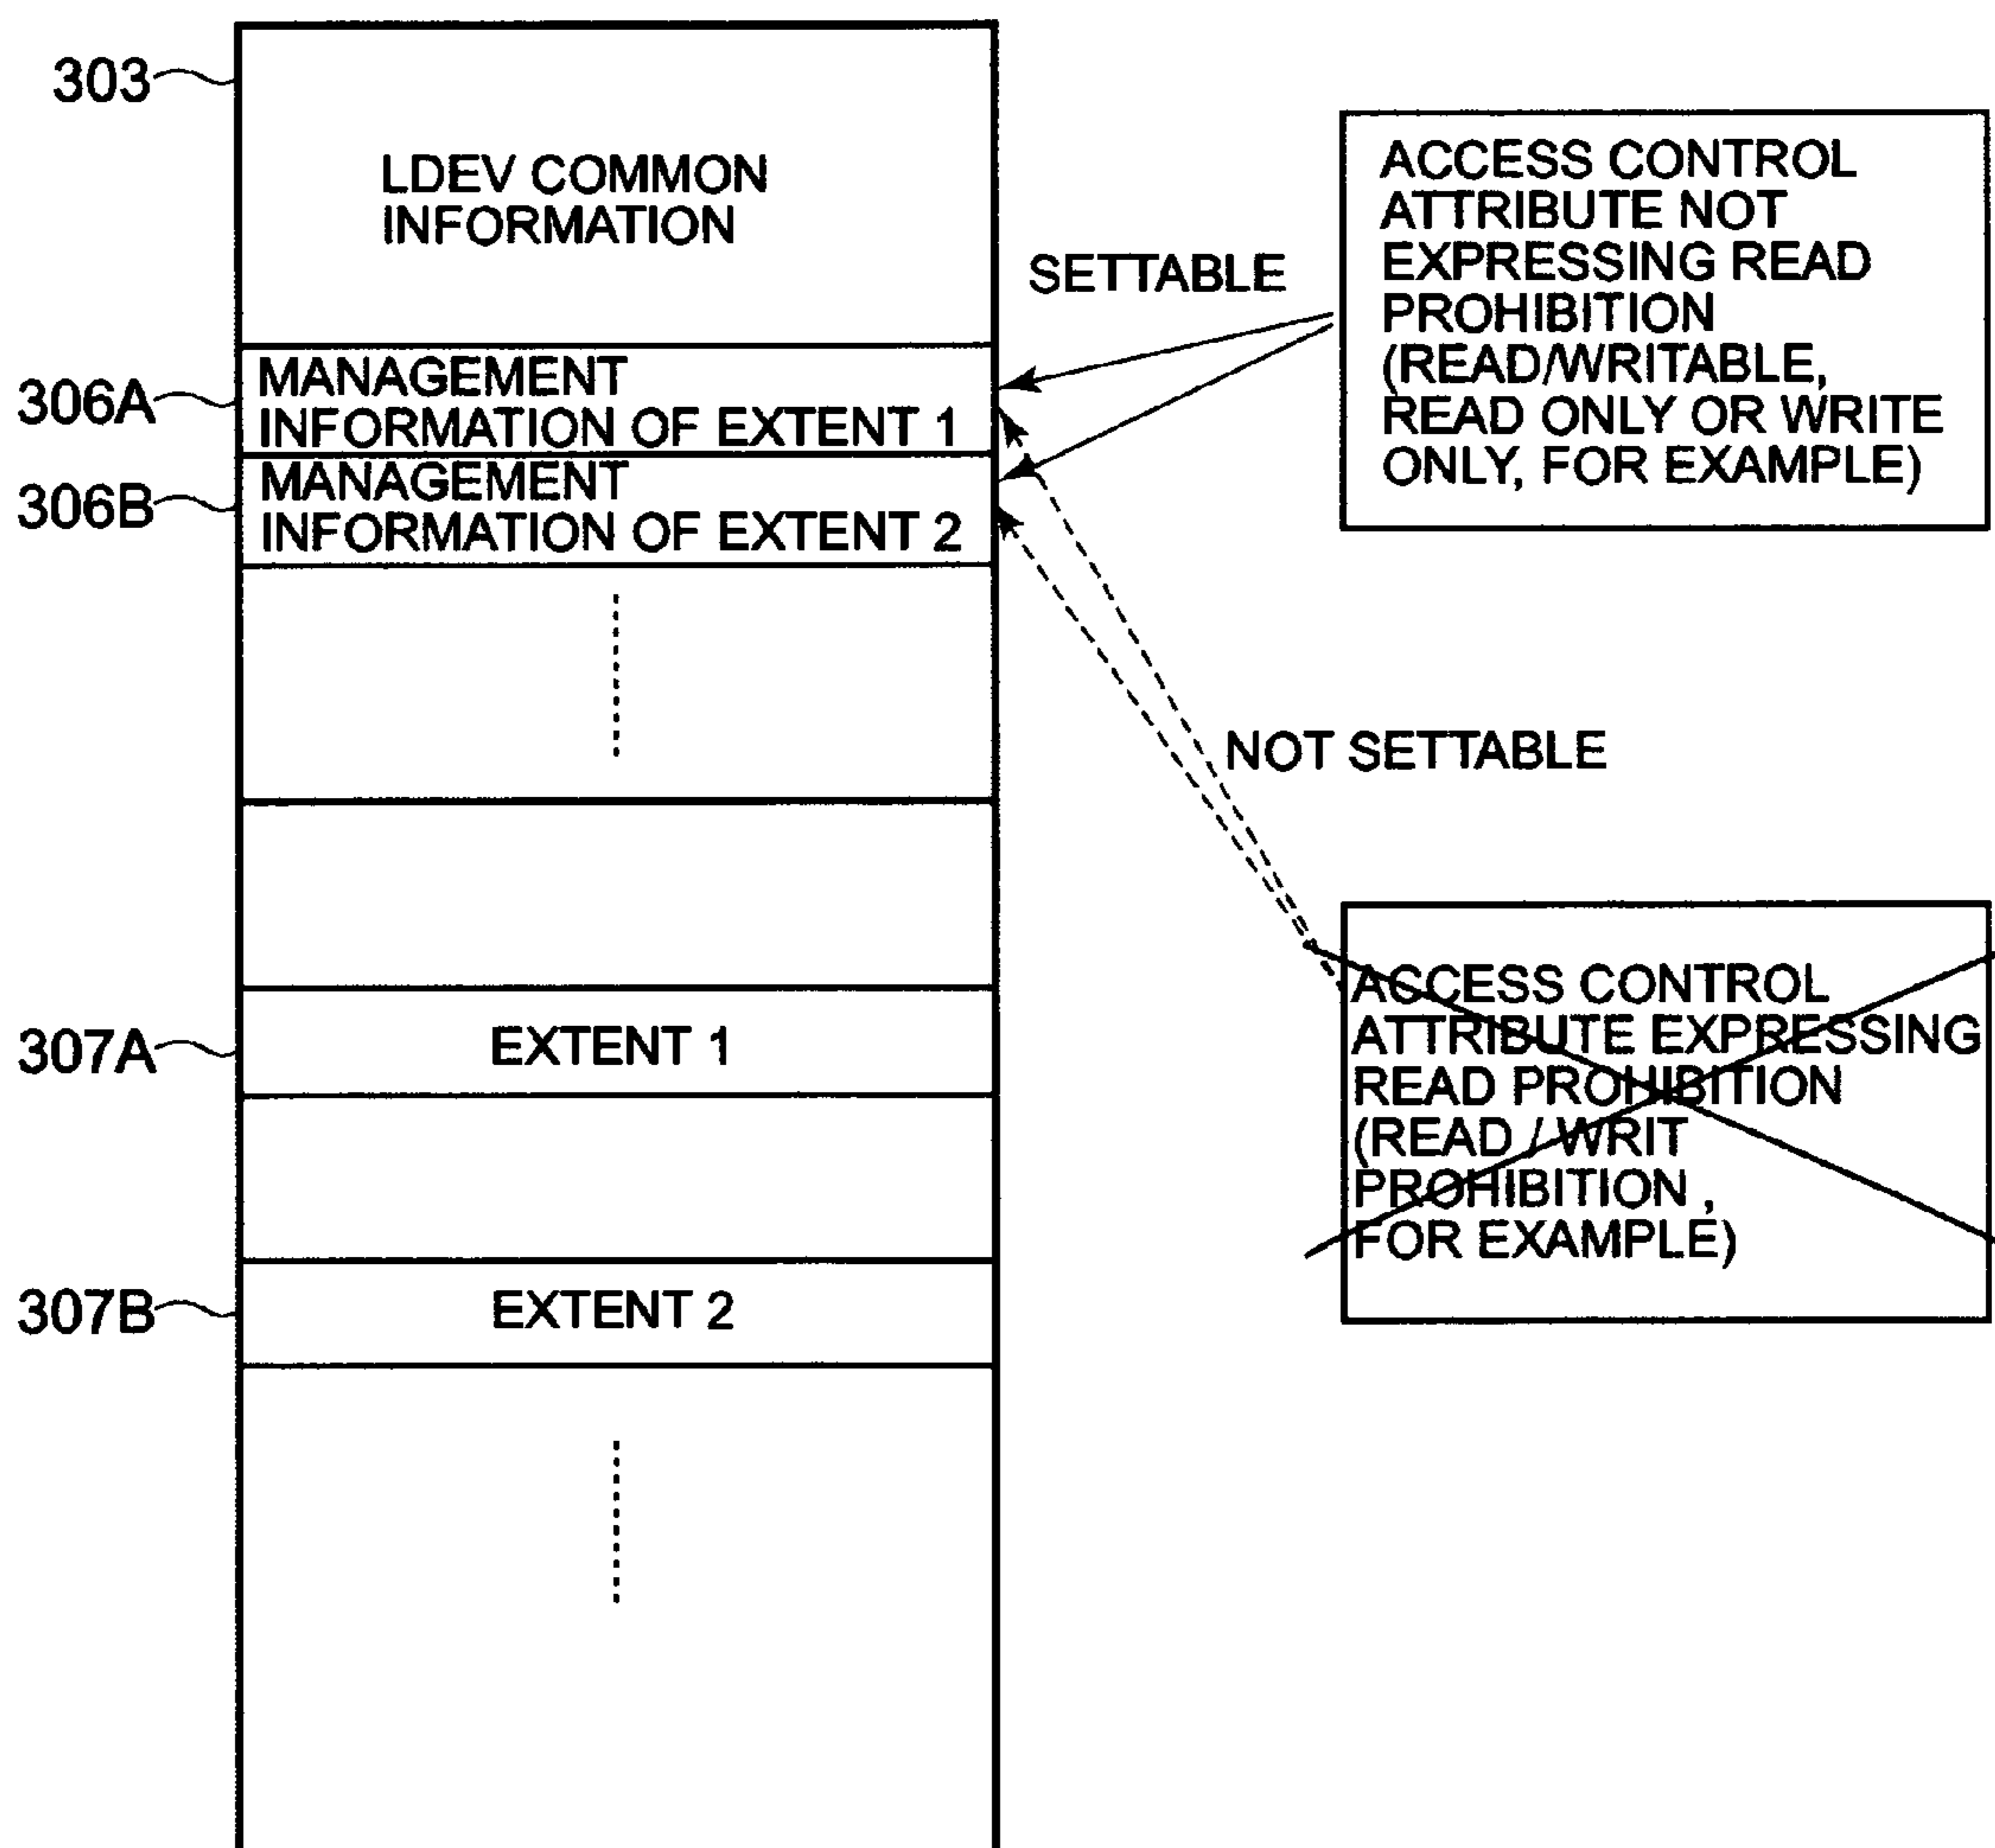 303
LDEV COMMON
INFORMATION
306A
MANAGEMENT
INFORMATION OF EXTENT 1
306B
MANAGEMENT
INFORMATION OF EXTENT 2
307A
EXTENT 1
307B
EXTENT 2
SETTABLE
ACCESS CONTROL
ATTRIBUTE NOT
EXPRESSING READ
PROHIBITION
(READ/WRITABLE,
READ ONLY OR WRITE
ONLY, FOR EXAMPLE)
NOT SETTABLE
ACCESS CONTROL
ATTRIBUTE EXPRESSING
READ PROHIBITION
(READ / WRIT
PROHIBITION ,
FOR EXAMPLE)